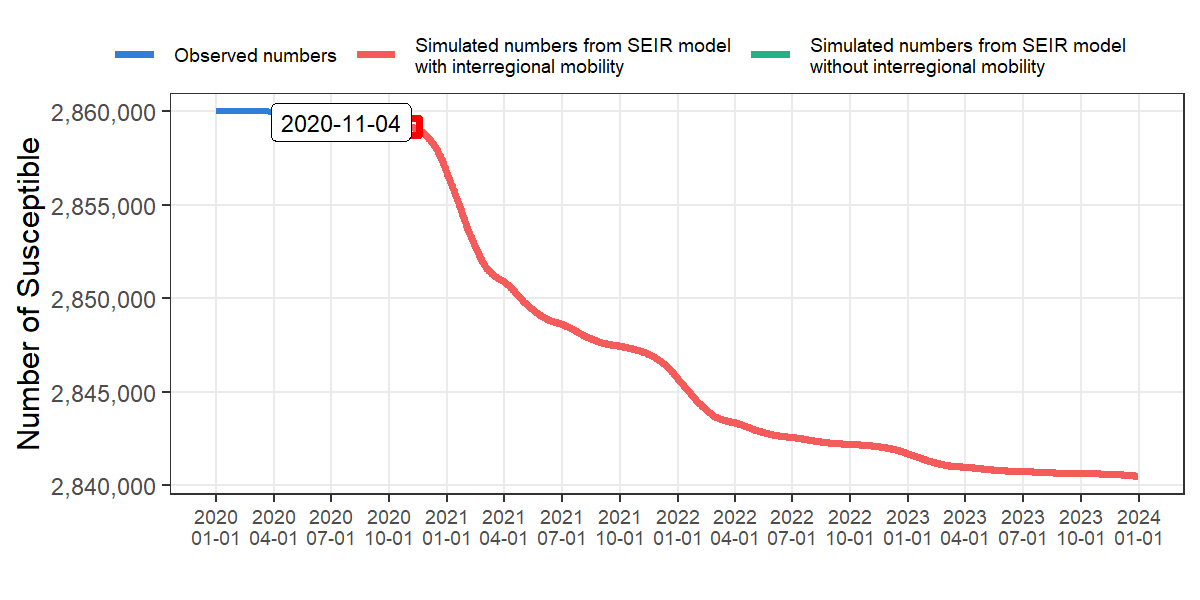 Observed numbers
Simulated numbers from SEIR model
with interregional mobility
Simulated numbers from SEIR model
without interregional mobility
Number of Susceptible
2,860,000
2,855,000
2,850,000
2,845,000
2,840,000
2020-11-04
2020 2020 2020 2020 2021 2021 2021 2021 2022 2022 2022 2022 2023 2023 2023 2023 2024
01-01 04-01 07-01 10-01 01-01 04-01 07-01 10-01 01-01 04-01 07-01 10-01 01-01 04-01 07-01 10-01 01-01